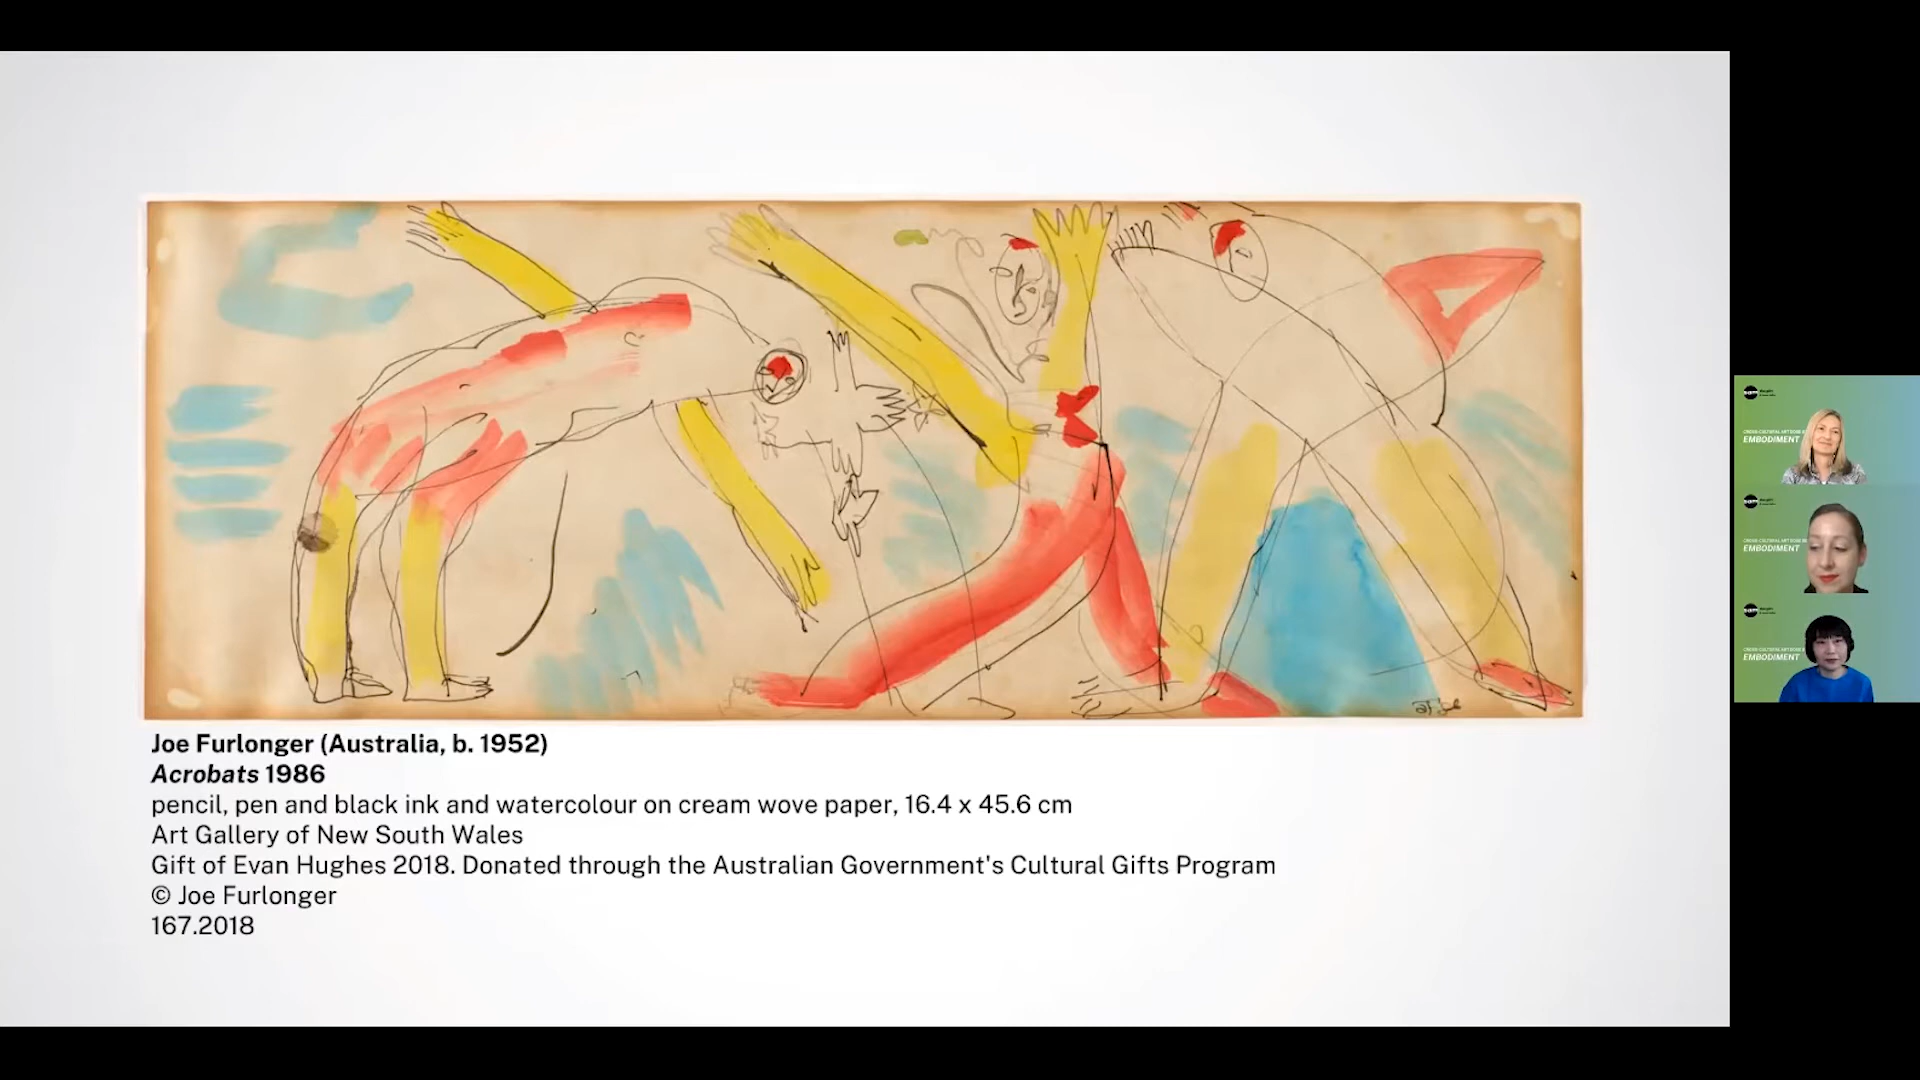 Joe Furlonger (Australia, b. 1952)
Acrobats 1986
pencil, pen and black ink and watercolour on cream wove paper, 16.4 x 45.6 cm
Art Gallery of New South Wales
Gift of Evan Hughes 2018. Donated through the Australian Government's Cultural Gifts Program
© Joe Furlonger
167.2018
EMBODIMENT
EMBODIMENT
EMBODIMENT